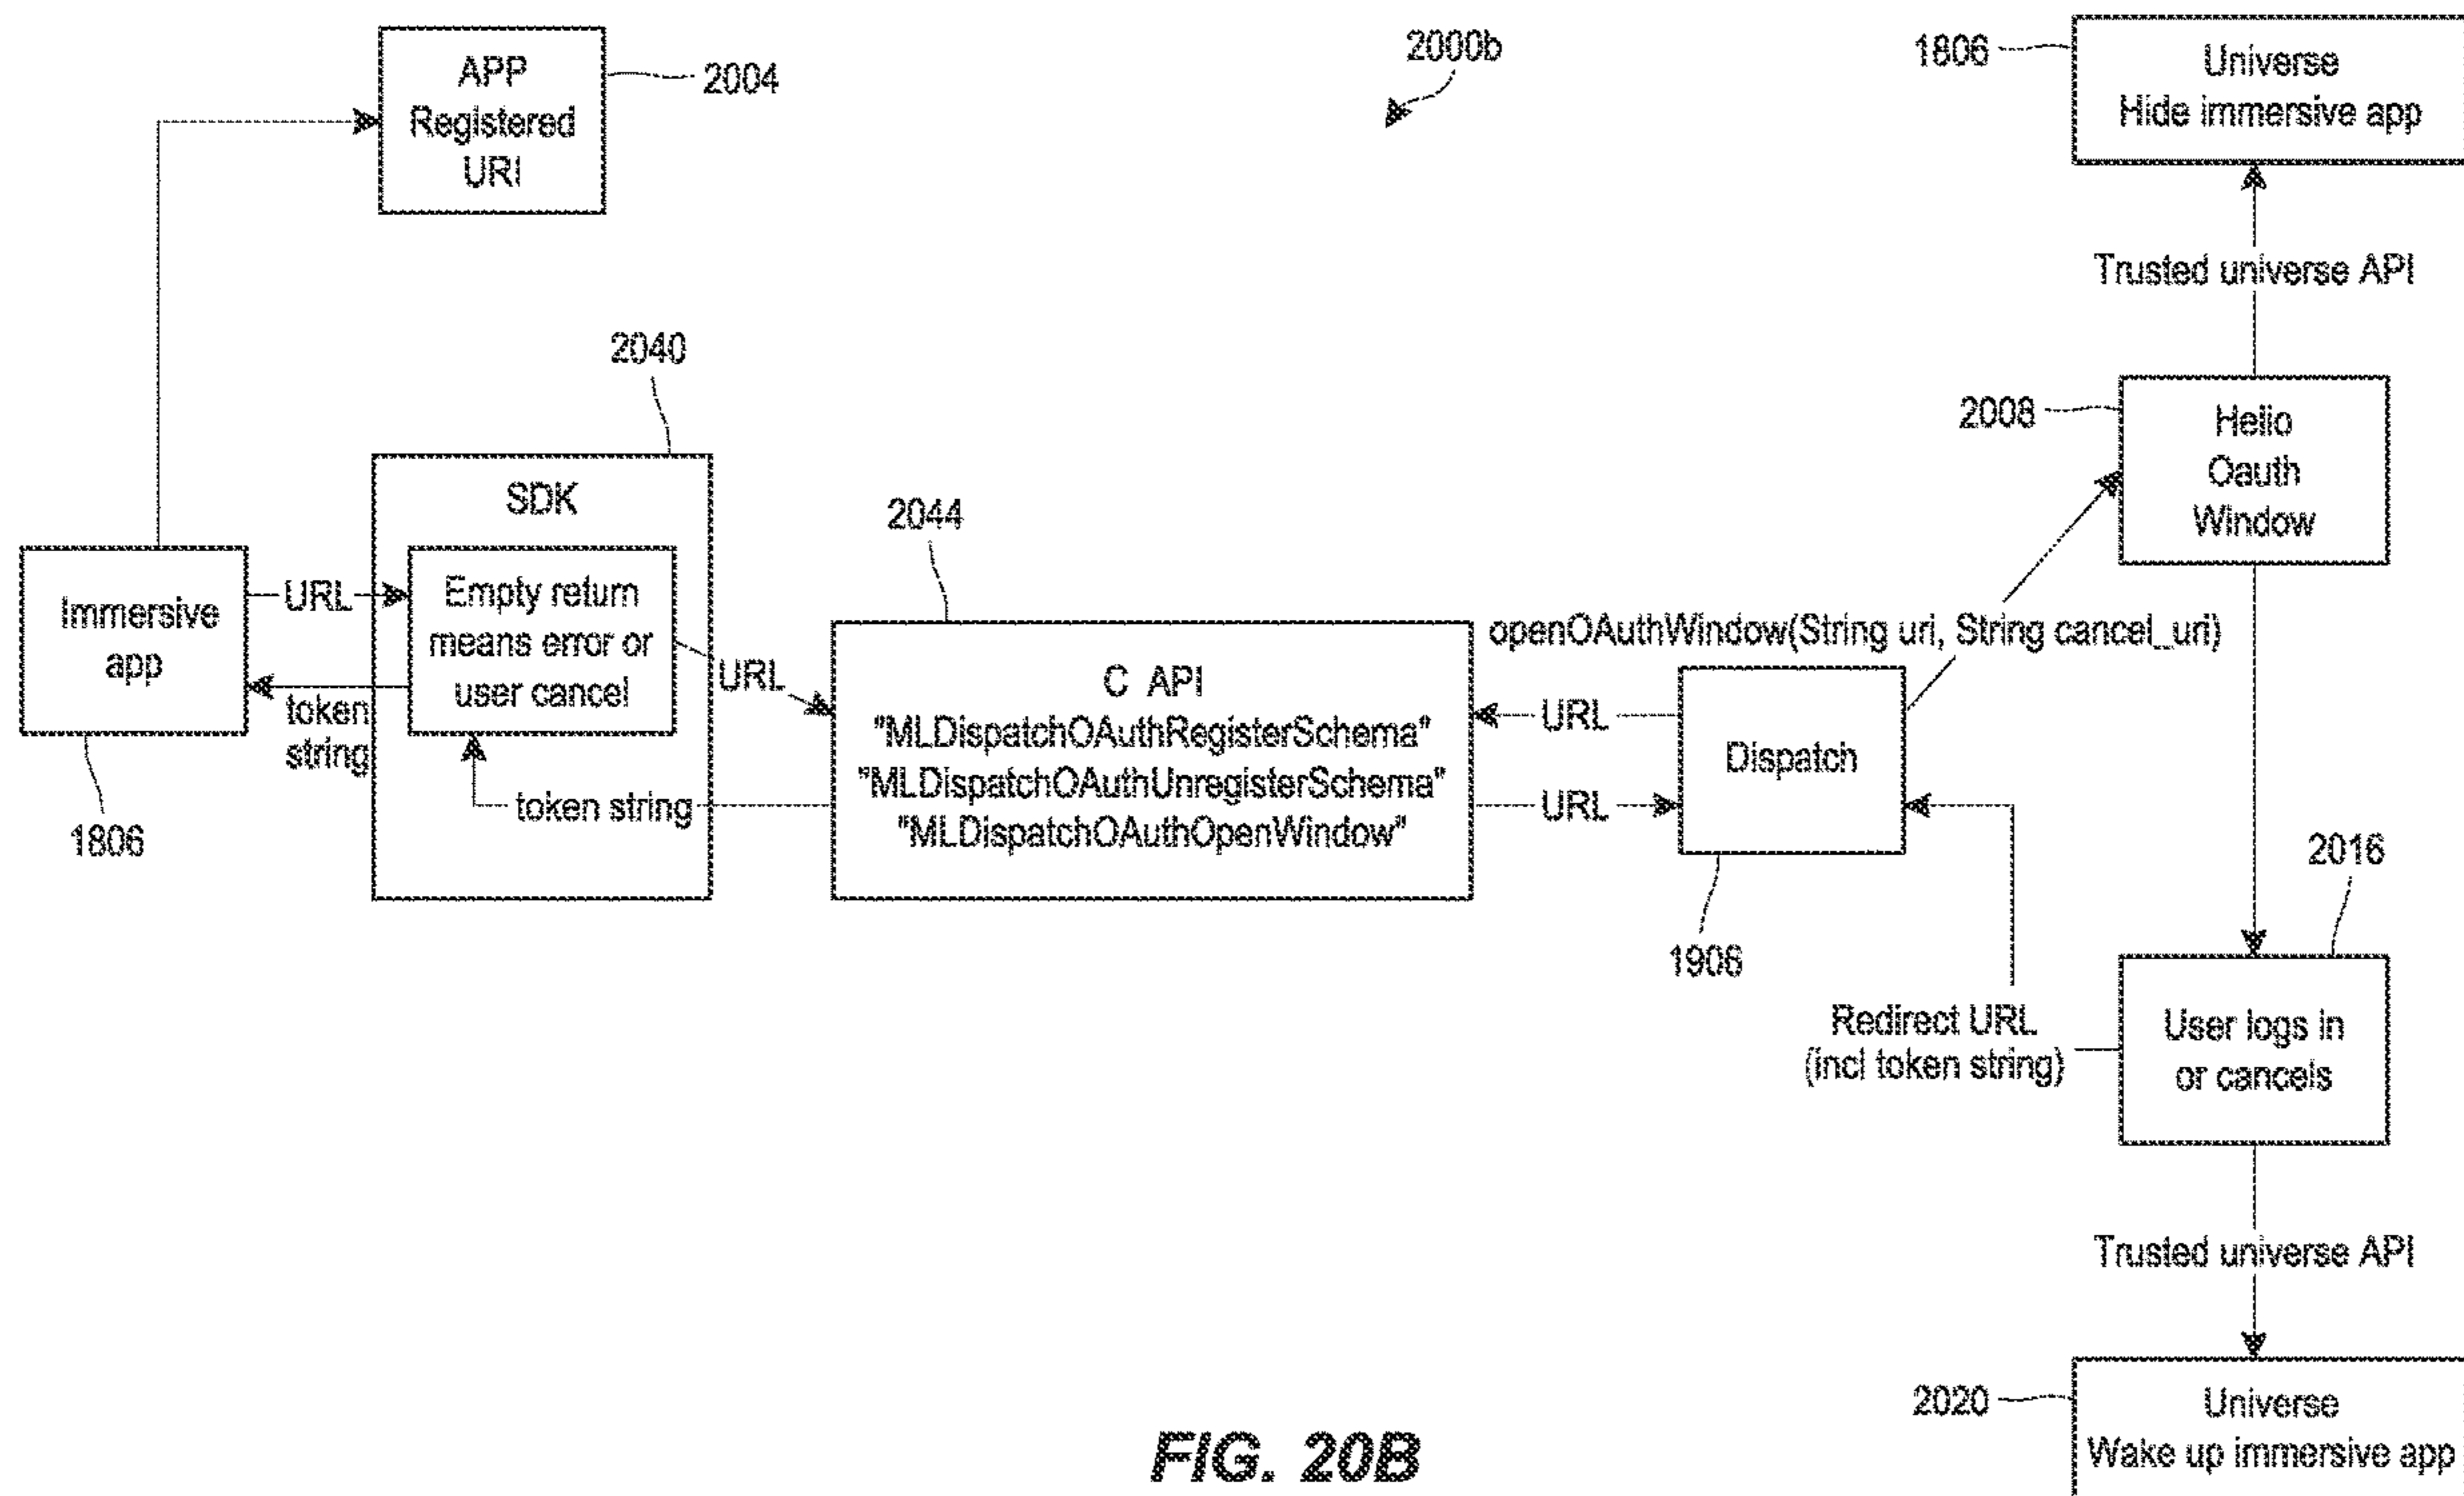 2000b
APP
Registered
URI
2004
1806
Universe
Hide immersive app
Trusted universe API
2040
2008
Helio
Oauth
Window
SDK
2044
Immersive
app
URL
Empty return
means error or
user cancel
URL
token
string
token string
1806
C API
"MLDispatchOAuthRegisterSchema"
"MLDispatchOAuthUnregisterSchema"
"MLDispatchOAuthOpenWindow"
openOAuthWindow(String uri, String cancel_uri)
URL
URL
Dispatch
1906
2016
Redirect URL
(incl token string)
User logs in
or cancels
Trusted universe API
2020
Universe
Wake up immersive app
FIG. 20B